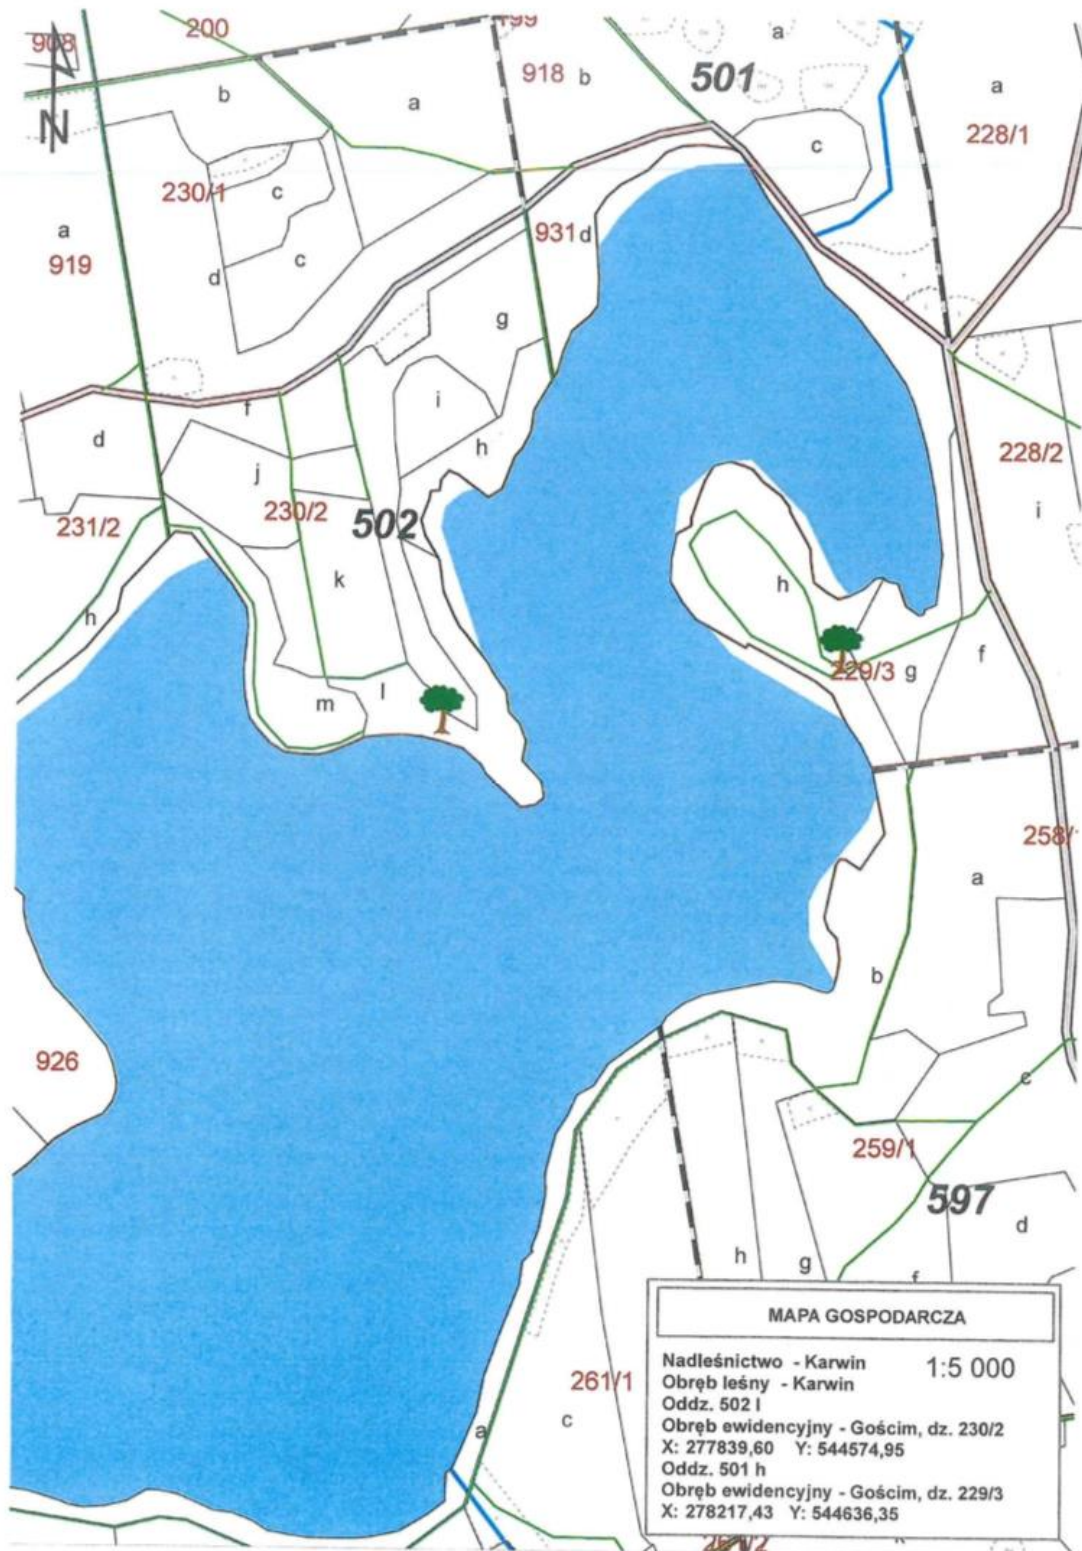 908
200
199
918
b
501
a
a
b
a
228/1
N
c
230/1
c
a
919
931
d
c
d
g
f
i
d
h
228/2
j
231/2
230/2
502
i
k
h
h
229/3
g
f
m
l
258/
a
b
926
c
259/1
597
d
h
g
f
MAPA GOSPODARCZA
Nadleśnictwo - Karwin 1:5 000
Obręb leśny - Karwin
Oddz. 502 l
Obręb ewidencyjny - Gościm, dz. 230/2
X: 277839,60 Y: 544574,95
Oddz. 501 h
Obręb ewidencyjny - Gościm, dz. 229/3
X: 278217,43 Y: 544636,35
261/1
c
a